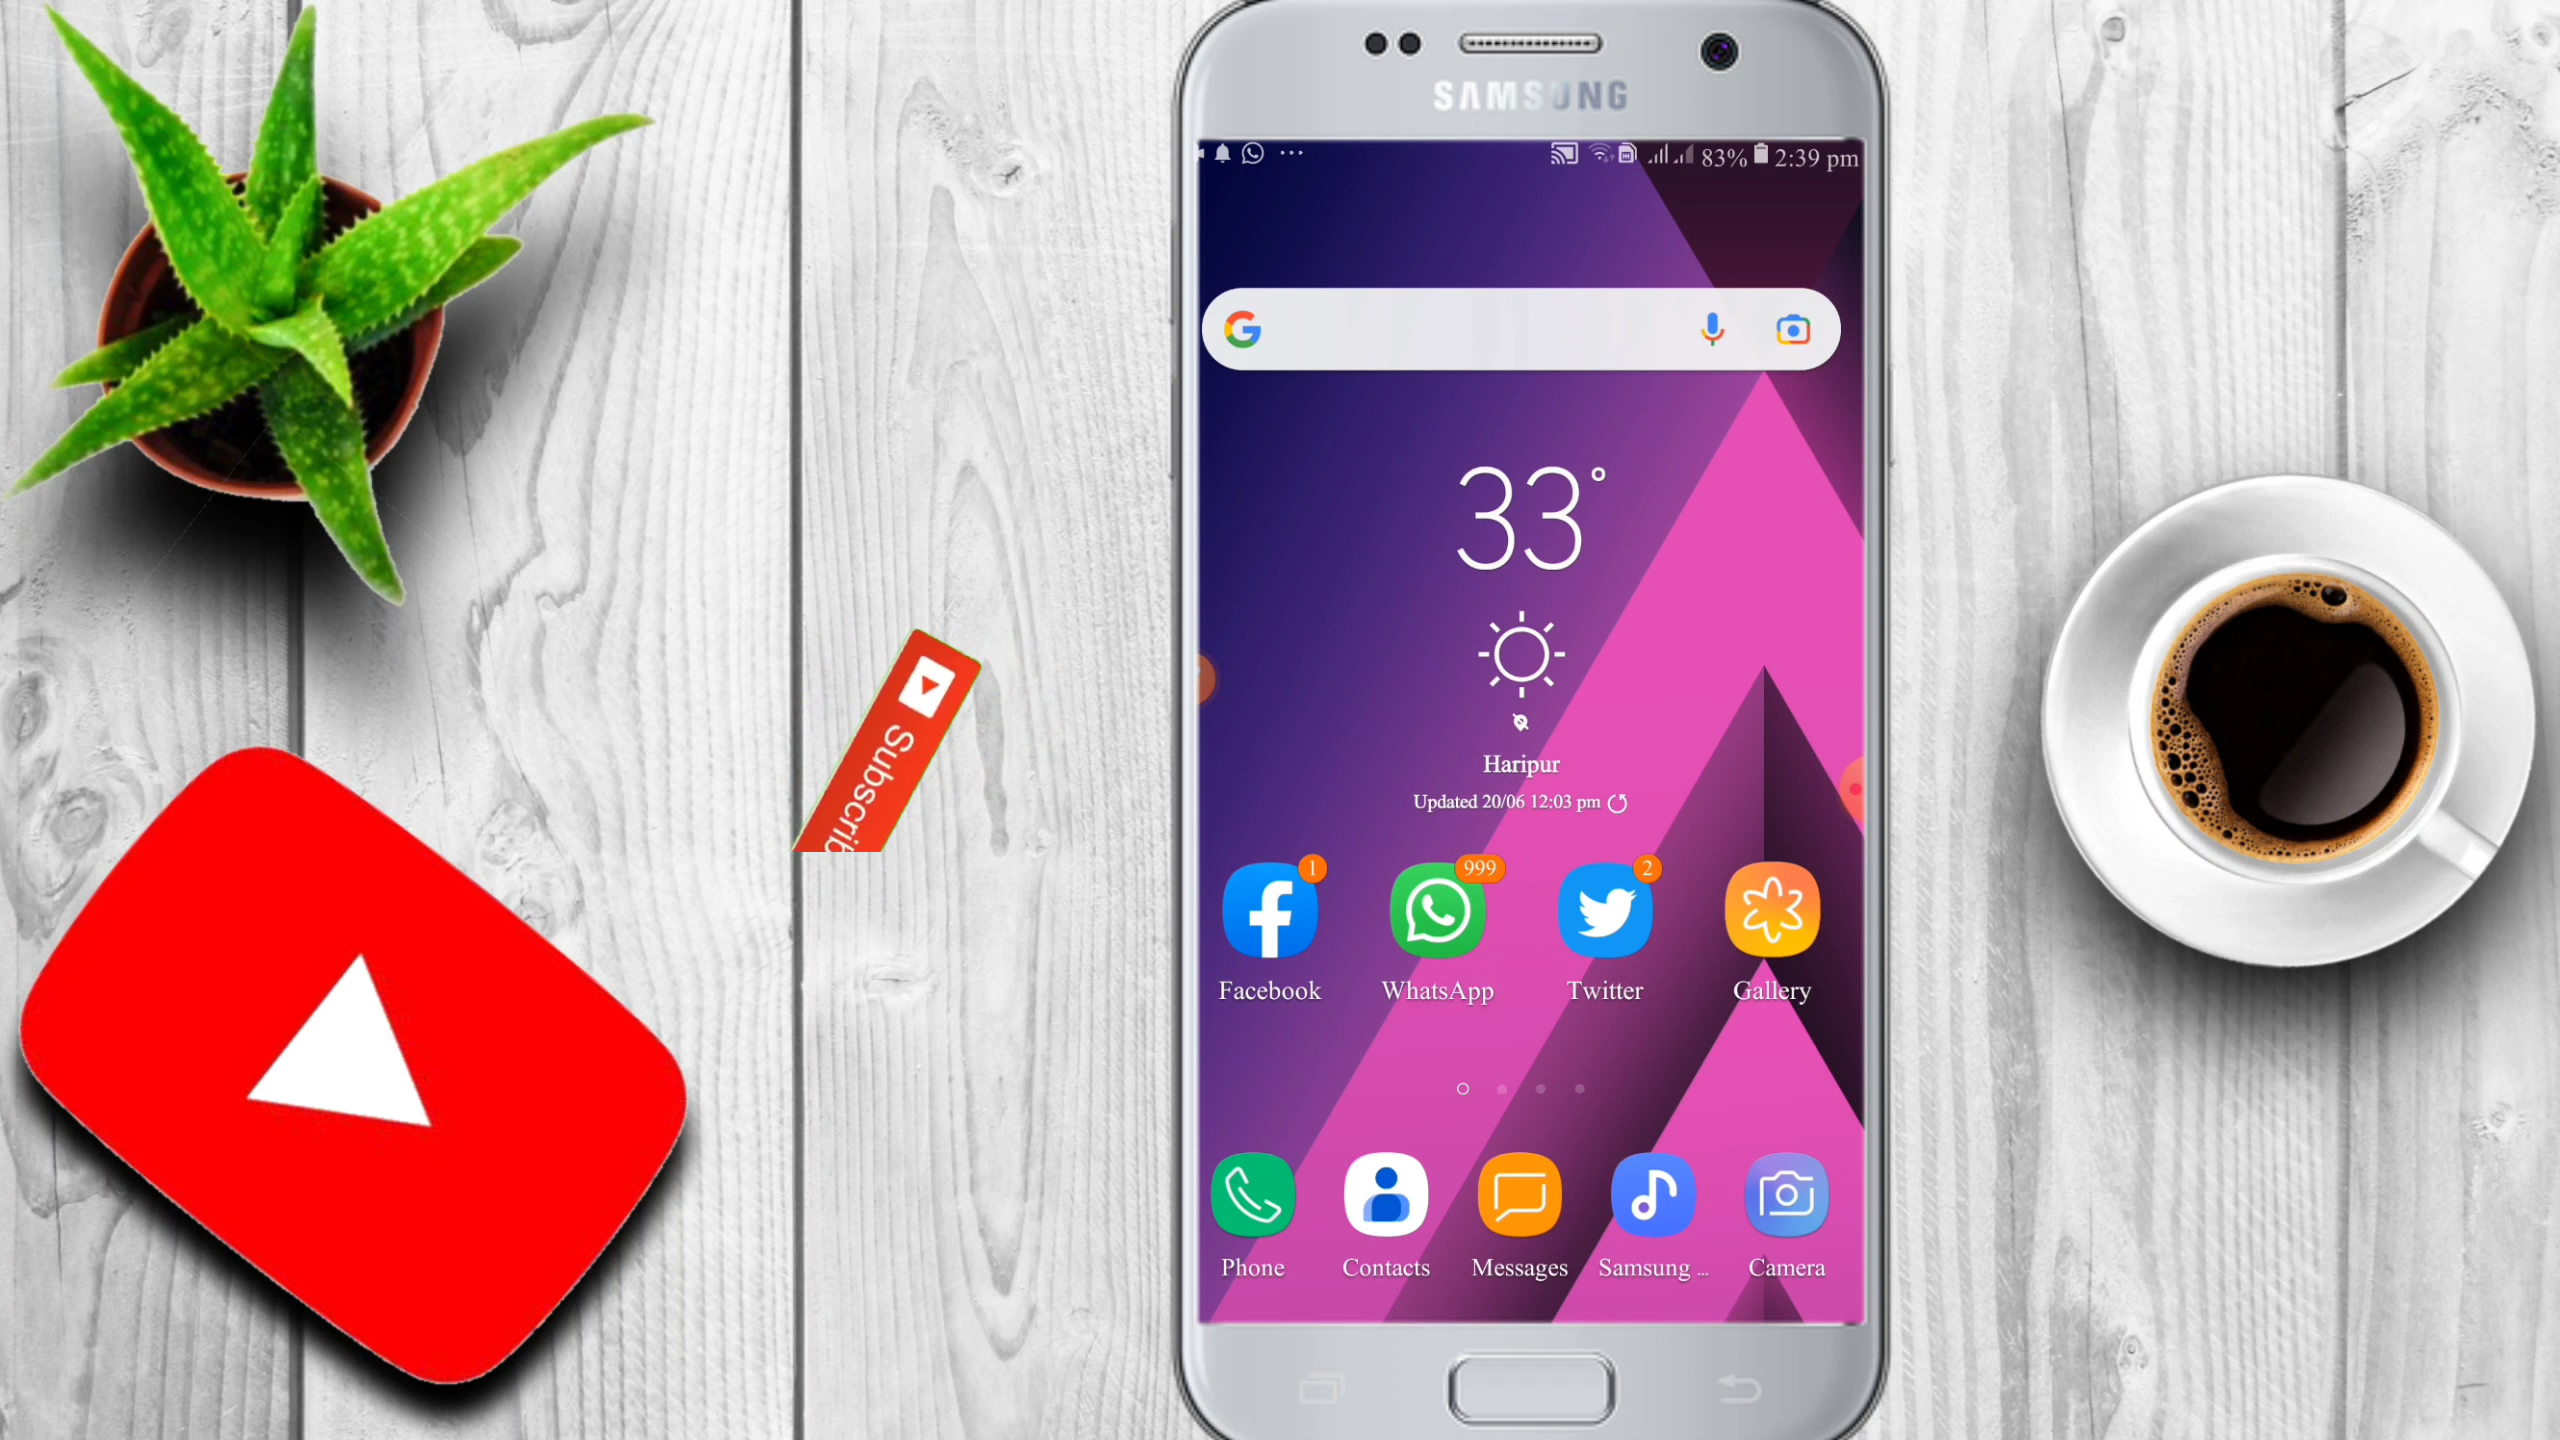 SAMSUNG
83% 2:39 pm
33°
Haripur
Updated 20/06 12:03 pm
1
999
2
Facebook
WhatsApp
Twitter
Gallery
Phone
Contacts
Messages
Samsung ...
Camera
Subscrib